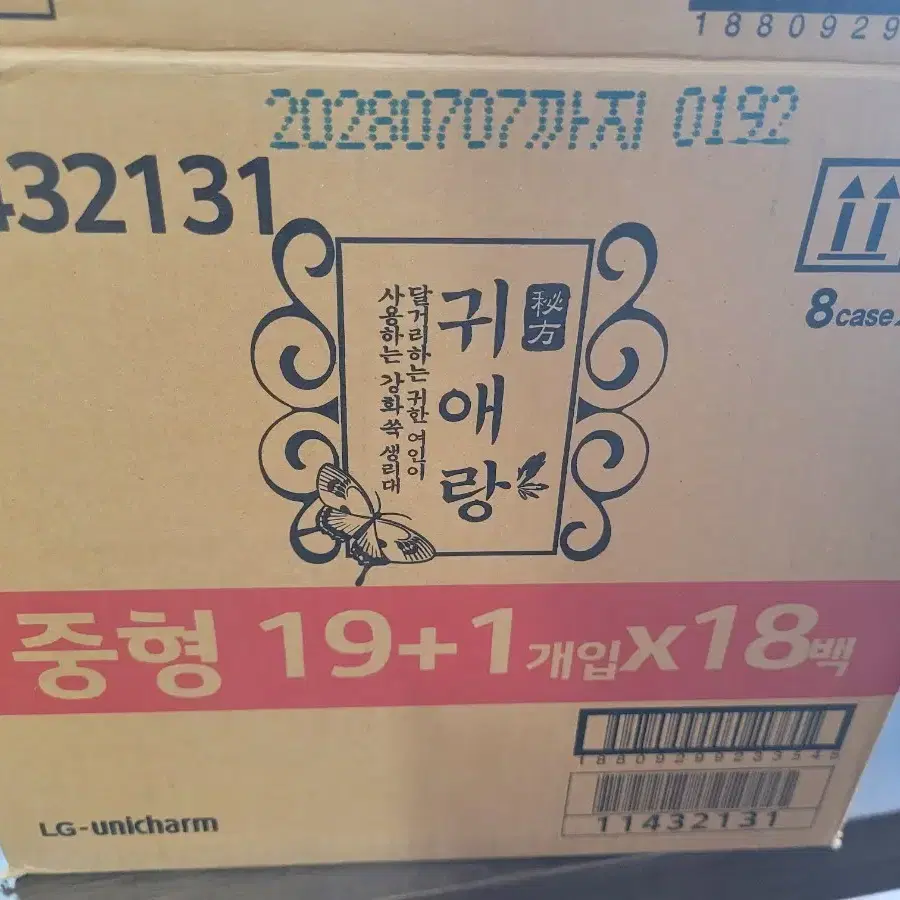 1880929
20280707까지 0192
432131
秘方
귀애랑
달거리하는 귀한 여인이
사용하는 강화쑥 생리대
8case
중형 19+1개입x18백
18809299233545
11432131
LG-unicharm